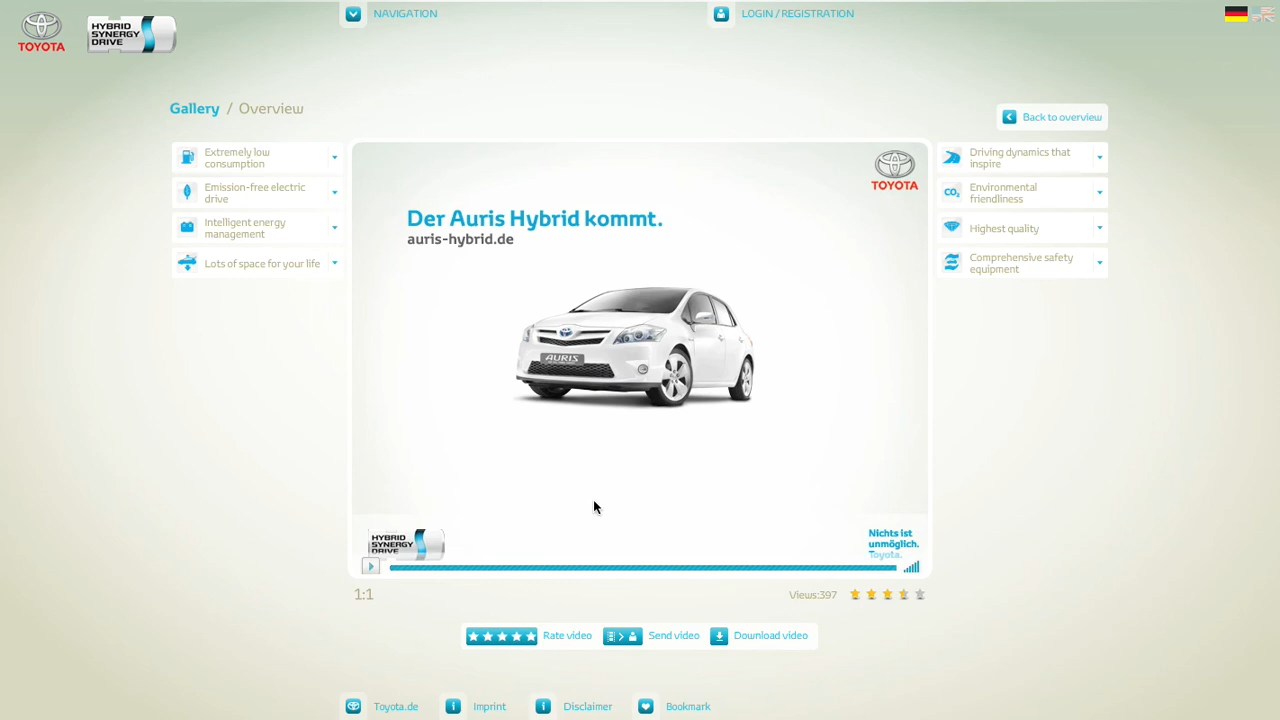 NAVIGATION
LOGIN / REGISTRATION
TOYOTA
HYBRID
SYNERGY
DRIVE
Gallery / Overview
Back to overview
Extremely low
consumption
Emission-free electric
drive
Intelligent energy
management
Lots of space for your life
TOYOTA
Der Auris Hybrid kommt.
auris-hybrid.de
AURIS
HYBRID
SYNERGY
DRIVE
Nichts ist
unmöglich.
Toyota.
Driving dynamics that
inspire
CO2
Environmental
friendliness
Highest quality
Comprehensive safety
equipment
1:1
Views:397
Rate video
Send video
Download video
Toyota.de
Imprint
Disclaimer
Bookmark